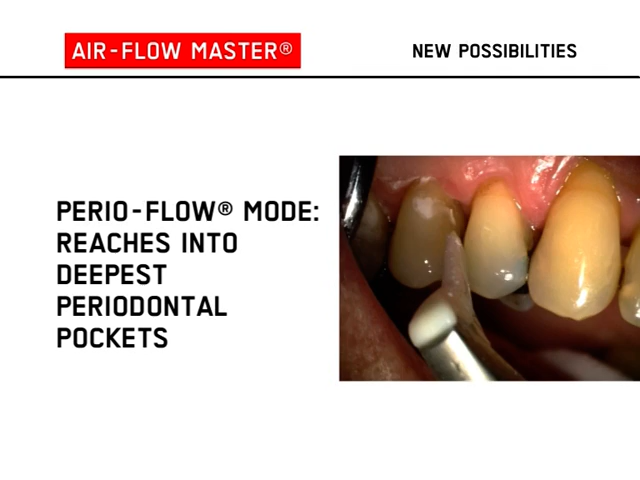 AIR-FLOW MASTER®
NEW POSSIBILITIES
PERIO-FLOW® MODE:
REACHES INTO
DEEPEST
PERIODONTAL
POCKETS